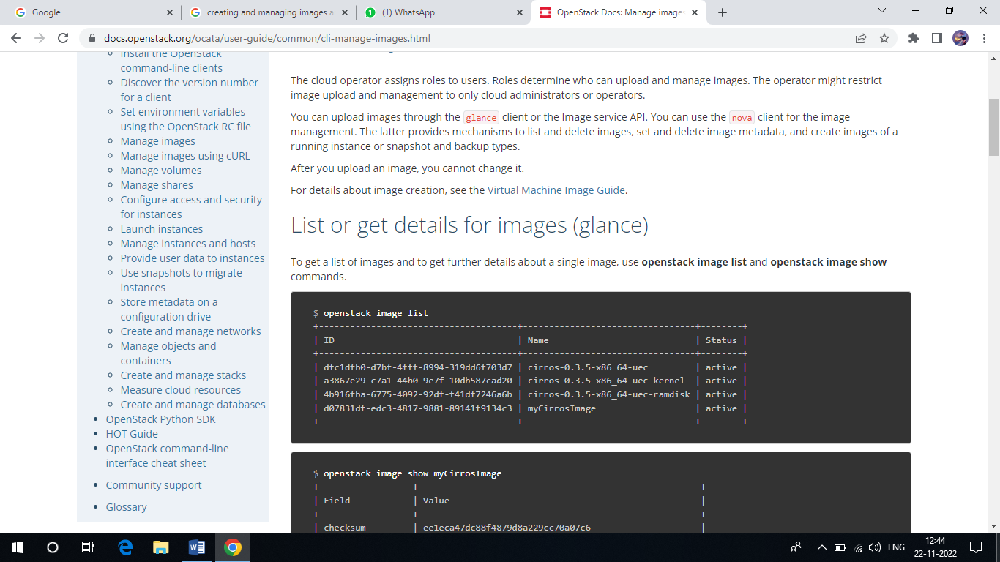 Google
creating and managing images a
(1) WhatsApp
OpenStack Docs: Manage images
docs.openstack.org/ocata/user-guide/common/cli-manage-images.html
Install the OpenStack
command-line clients
Discover the version number
for a client
Set environment variables
using the OpenStack RC file
Manage images
Manage images using cURL
Manage volumes
Manage shares
Configure access and security
for instances
Launch instances
Manage instances and hosts
Provide user data to instances
Use snapshots to migrate
instances
Store metadata on a
configuration drive
Create and manage networks
Manage objects and
containers
Create and manage stacks
Measure cloud resources
Create and manage databases
OpenStack Python SDK
HOT Guide
OpenStack command-line
interface cheat sheet
Community support
Glossary
The cloud operator assigns roles to users. Roles determine who can upload and manage images. The operator might restrict
image upload and management to only cloud administrators or operators.
You can upload images through the glance client or the Image service API. You can use the nova client for the image
management. The latter provides mechanisms to list and delete images, set and delete image metadata, and create images of a
running instance or snapshot and backup types.
After you upload an image, you cannot change it.
For details about image creation, see the Virtual Machine Image Guide.
List or get details for images (glance)
To get a list of images and to get further details about a single image, use openstack image list and openstack image show
commands.
$ openstack image list
+--------------------------------------+---------------------------------+--------+
| ID                                   | Name                            | Status |
+--------------------------------------+---------------------------------+--------+
| dfc1dfb0-d7bf-4fff-8994-319dd6f703d7 | cirros-0.3.5-x86_64-uec         | active |
| a3867e29-c7a1-44b0-9e7f-10db587cad20 | cirros-0.3.5-x86_64-uec-kernel  | active |
| 4b916fba-6775-4092-92df-f41df7246a6b | cirros-0.3.5-x86_64-uec-ramdisk | active |
| d07831df-edc3-4817-9881-89141f9134c3 | myCirrosImage                   | active |
+--------------------------------------+---------------------------------+--------+
$ openstack image show myCirrosImage
+------------------+------------------------------------------------------+
| Field            | Value                                                |
+------------------+------------------------------------------------------+
| checksum         | ee1eca47dc88f4879d8a229cc70a07c6                     |
ENG
12:44
22-11-2022